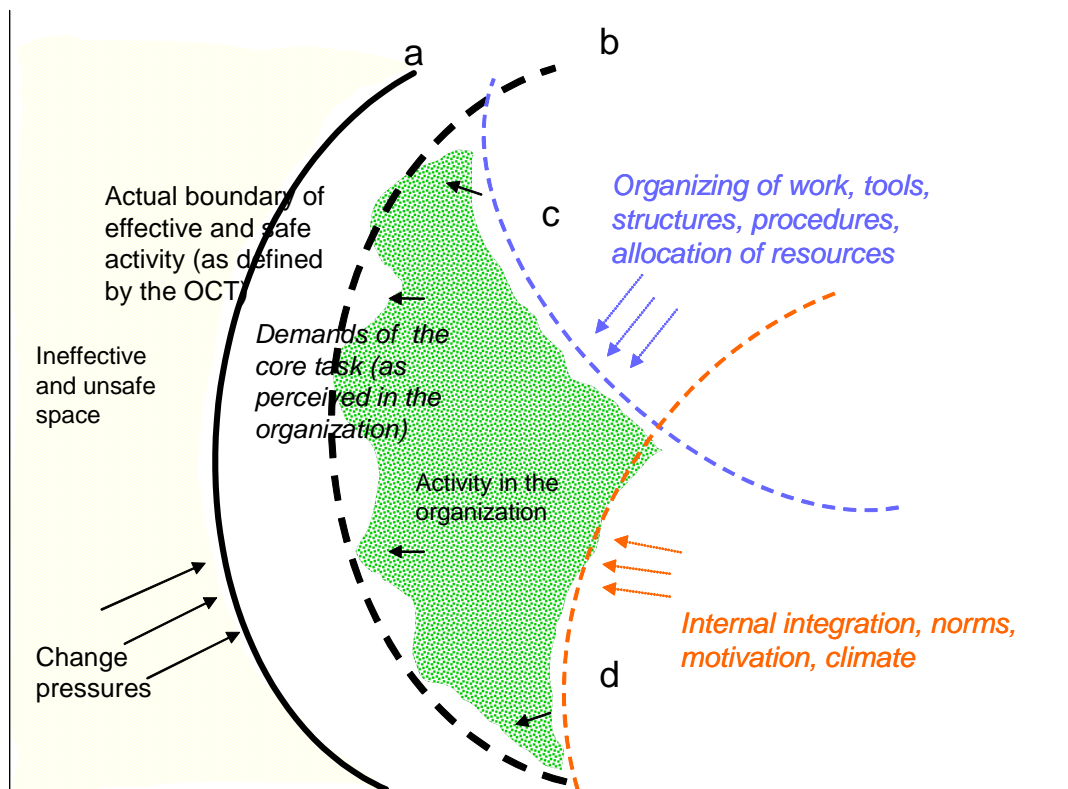 a
b
Actual boundary of
effective and safe
activity (as defined
by the OCT)
c
Organizing of work, tools,
structures, procedures,
allocation of resources
Ineffective
and unsafe
space
Demands of the
core task (as
perceived in the
organization)
Activity in the
organization
Change
pressures
Internal integration, norms,
motivation, climate
d